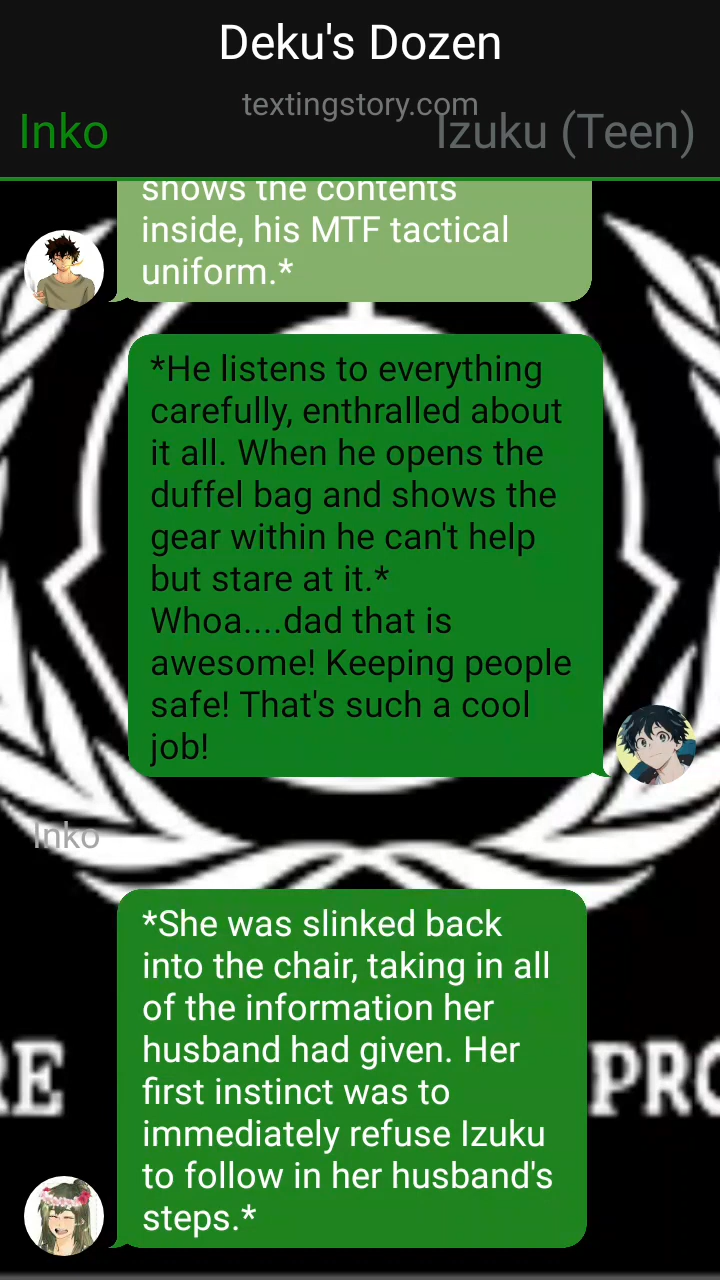 Deku's Dozen
textingstory.com
Inko
Izuku (Teen)
shows the contents
inside, his MTF tactical
uniform.*
*He listens to everything
carefully, enthralled about
it all. When he opens the
duffel bag and shows the
gear within he can't help
but stare at it.*
Whoa....dad that is
awesome! Keeping people
safe! That's such a cool
job!
Inko
*She was slinked back
into the chair, taking in all
of the information her
husband had given. Her
first instinct was to
immediately refuse Izuku
to follow in her husband's
steps.*
RE
PRO